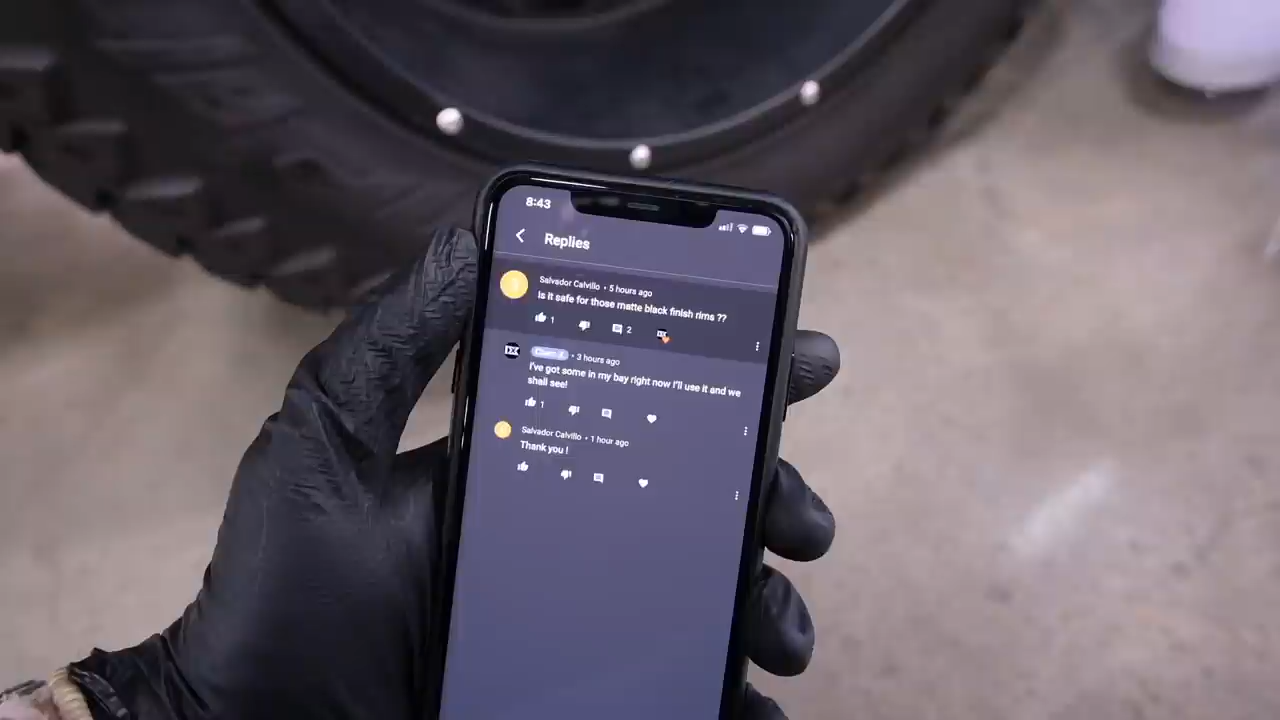 8:43
Replies
Salvador Calvillo • 5 hours ago
Is it safe for those matte black finish rims ??
1
2
DX
Chem X • 3 hours ago
I've got some in my bay right now I'll use it and we
shall see!
1
Salvador Calvillo • 1 hour ago
Thank you !